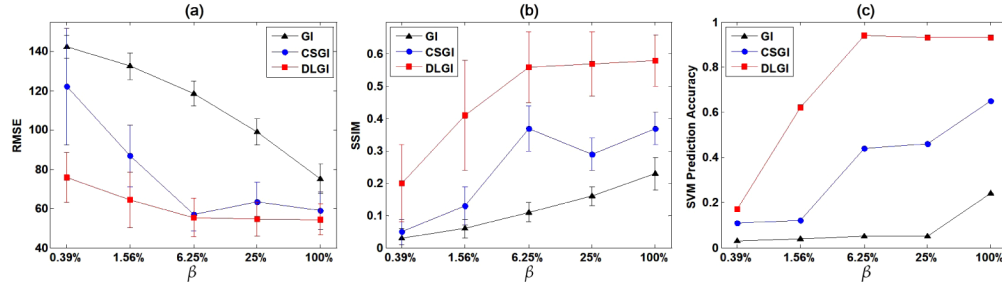 (a)
RMSE
140
120
100
80
60
40
GI
CSGI
DLGI
0.39% 1.56% 6.25% 25% 100%
β
(b)
SSIM
0.6
0.5
0.4
0.3
0.2
0.1
0
GI
CSGI
DLGI
0.39% 1.56% 6.25% 25% 100%
β
(c)
SVM Prediction Accuracy
1
0.8
0.6
0.4
0.2
0
GI
CSGI
DLGI
0.39% 1.56% 6.25% 25% 100%
β